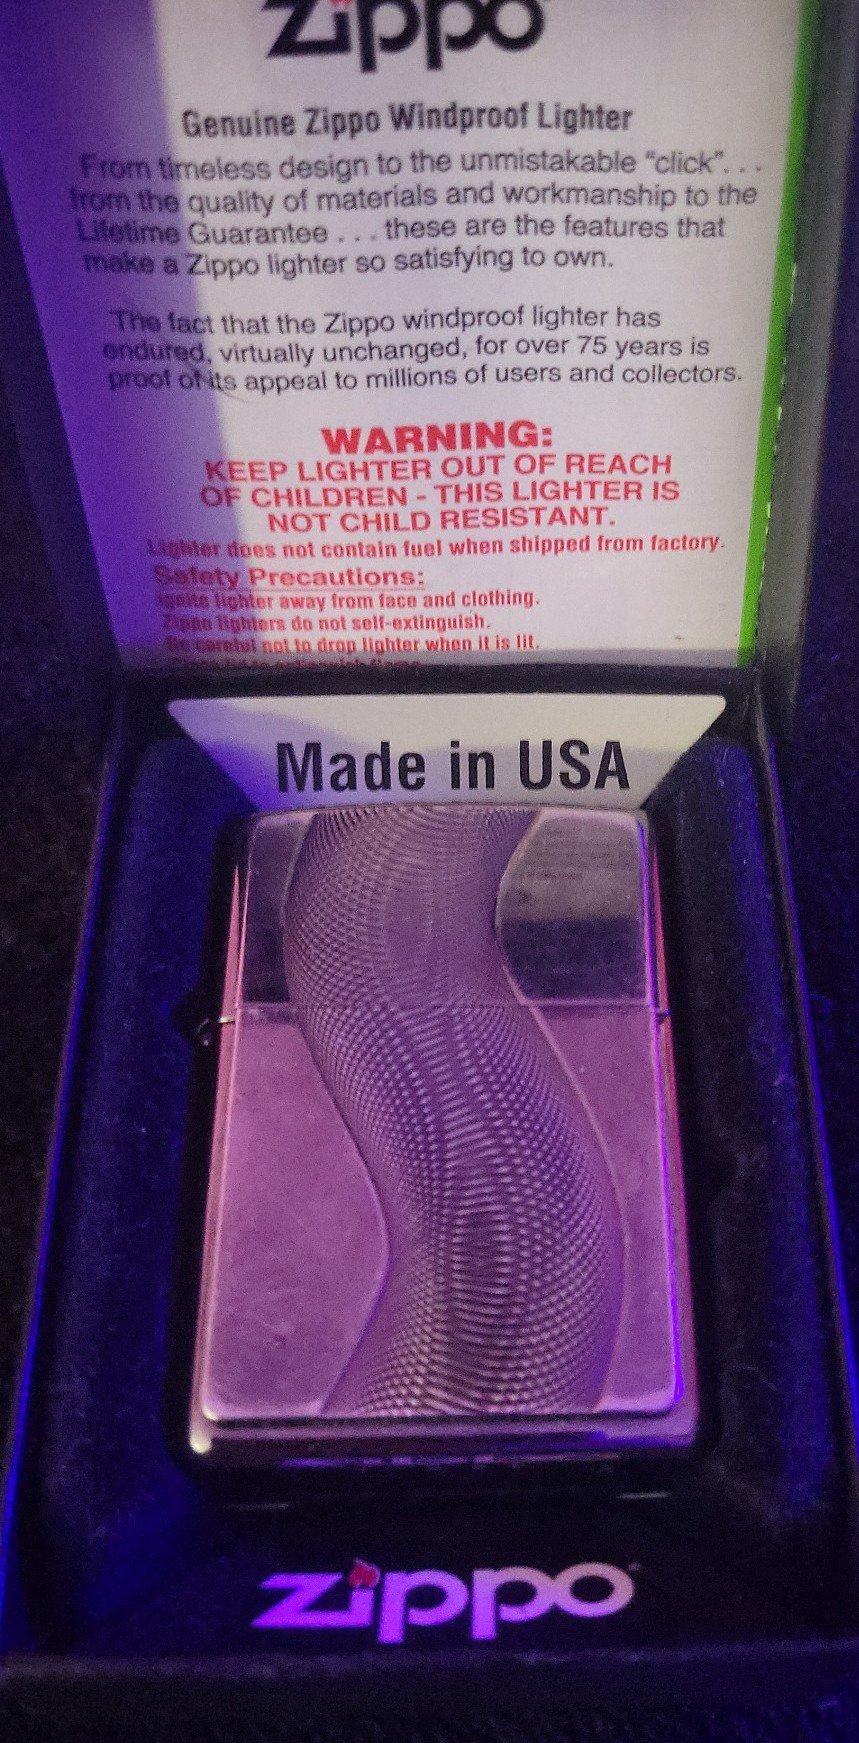 Zippo
Genuine Zippo Windproof Lighter
From timeless design to the unmistakable “click”. . .
from the quality of materials and workmanship to the
Lifetime Guarantee . . . these are the features that
make a Zippo lighter so satisfying to own.
The fact that the Zippo windproof lighter has
endured, virtually unchanged, for over 75 years is
proof of its appeal to millions of users and collectors.
WARNING:
KEEP LIGHTER OUT OF REACH
OF CHILDREN - THIS LIGHTER IS
NOT CHILD RESISTANT.
Lighter does not contain fuel when shipped from factory.
Safety Precautions:
Ignite lighter away from face and clothing.
Zippo lighters do not self-extinguish.
Be careful not to drop lighter when it is lit.
Made in USA
zippo